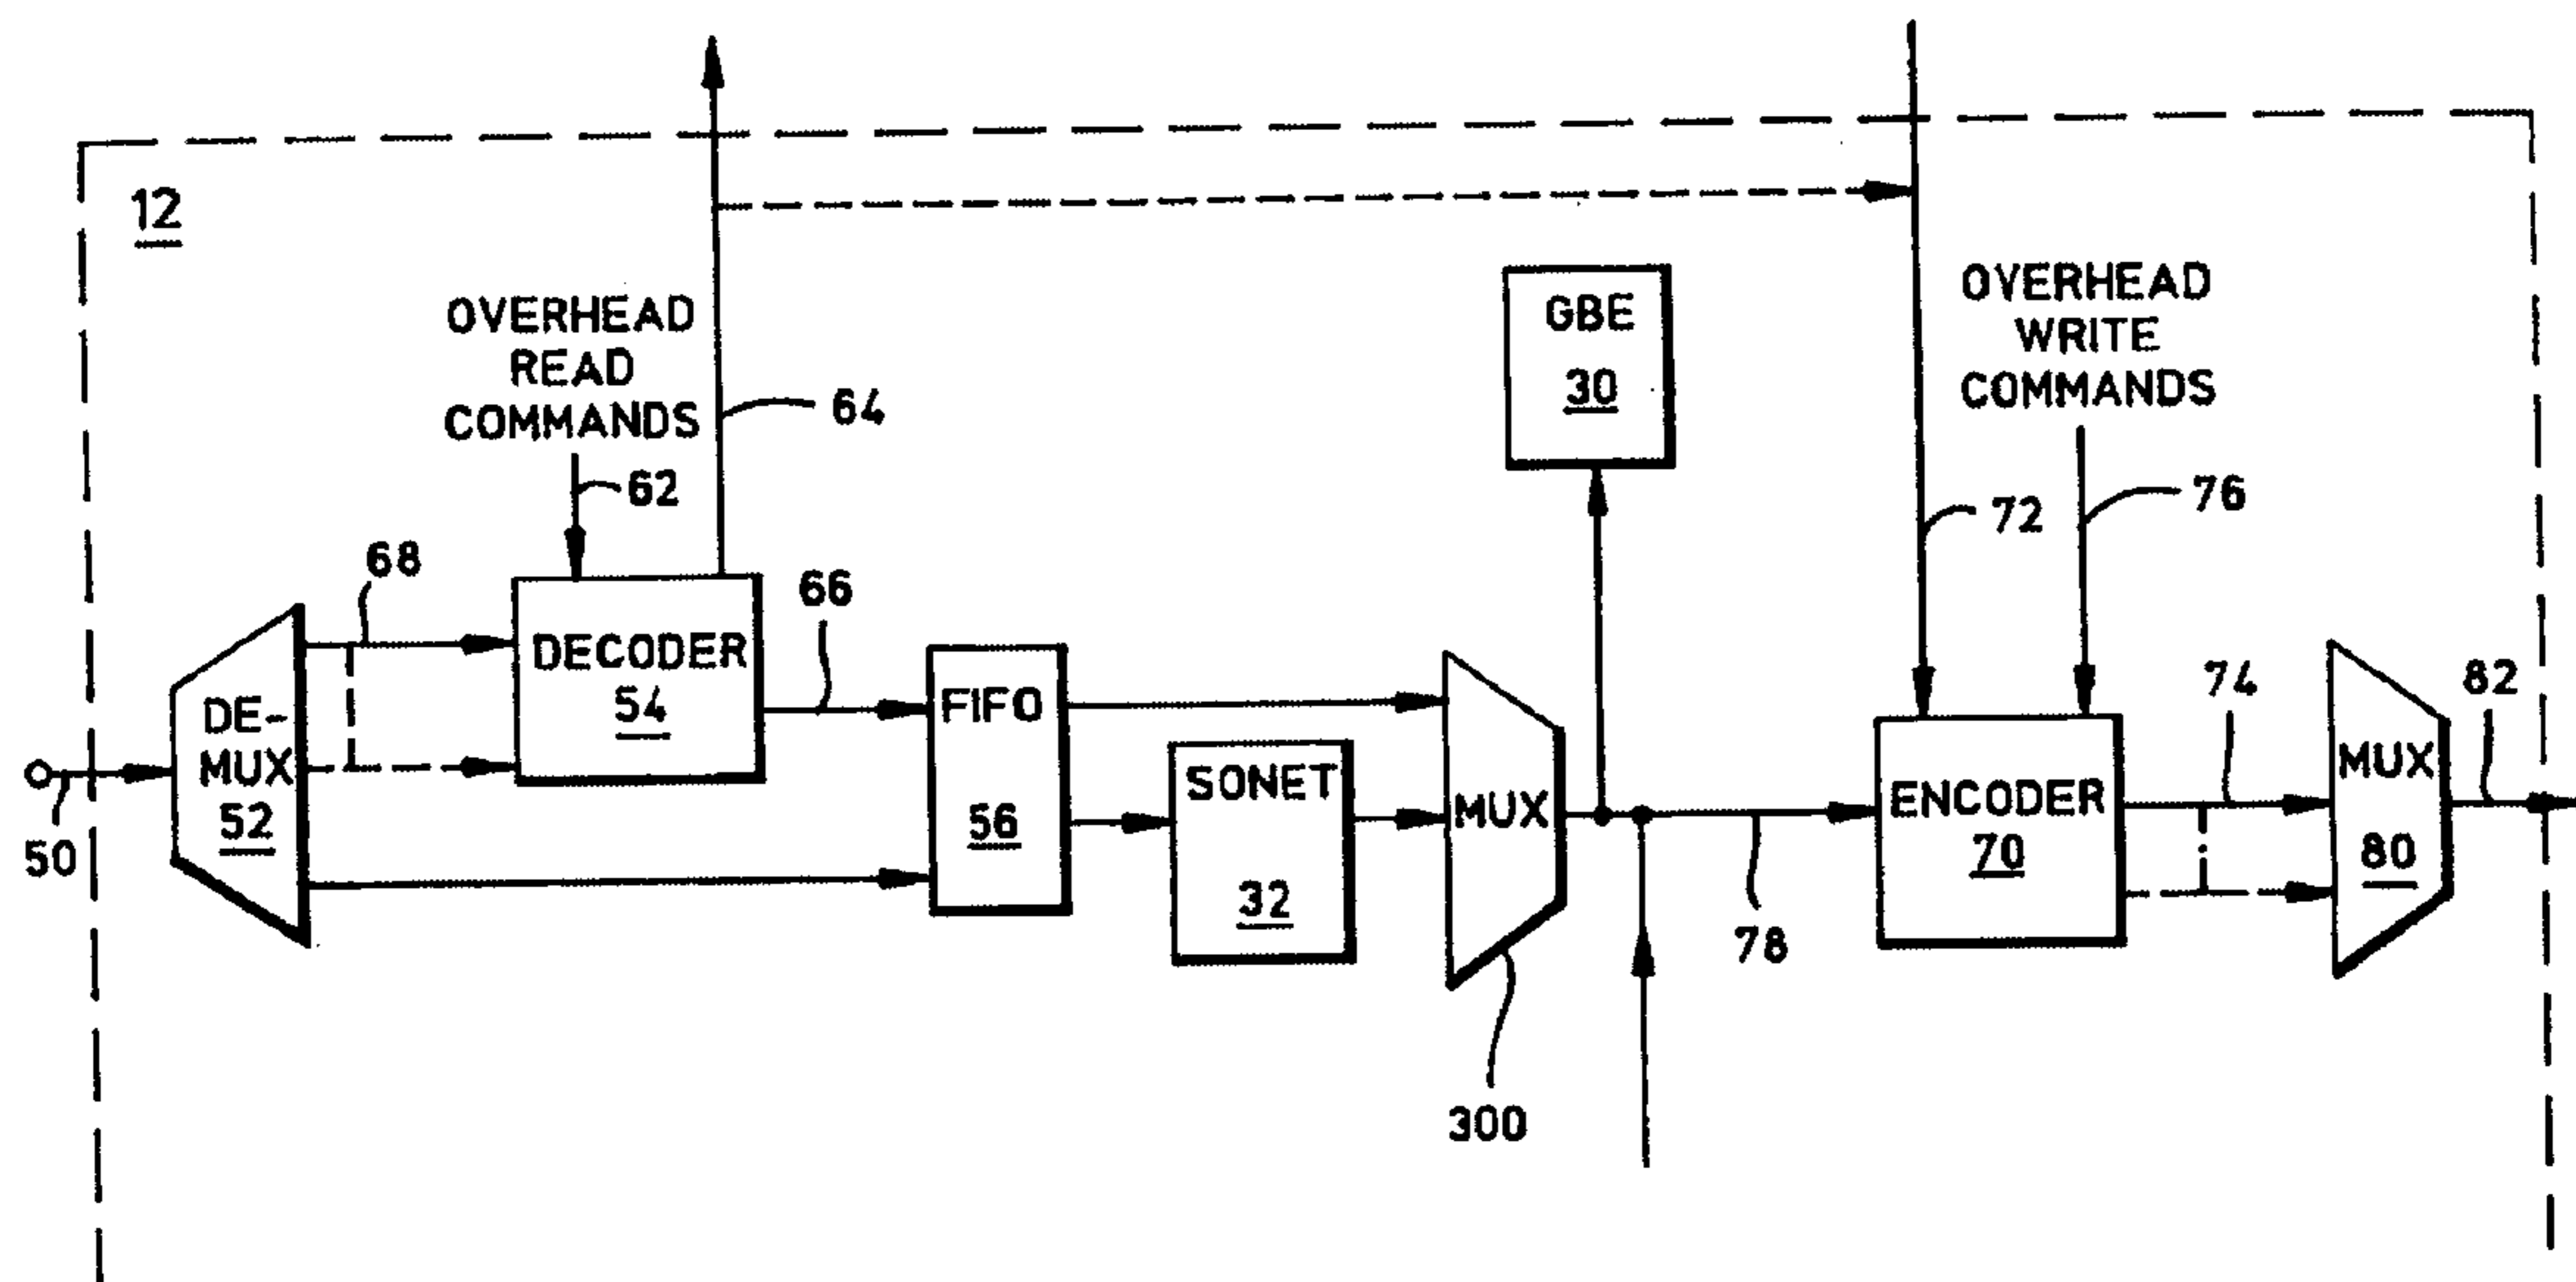 12
OVERHEAD
READ
COMMANDS
62
64
GBE
30
OVERHEAD
WRITE
COMMANDS
72
76
68
DECODER
54
66
DE-
MUX
52
50
FIFO
56
SONET
32
MUX
300
78
ENCODER
70
74
MUX
80
82